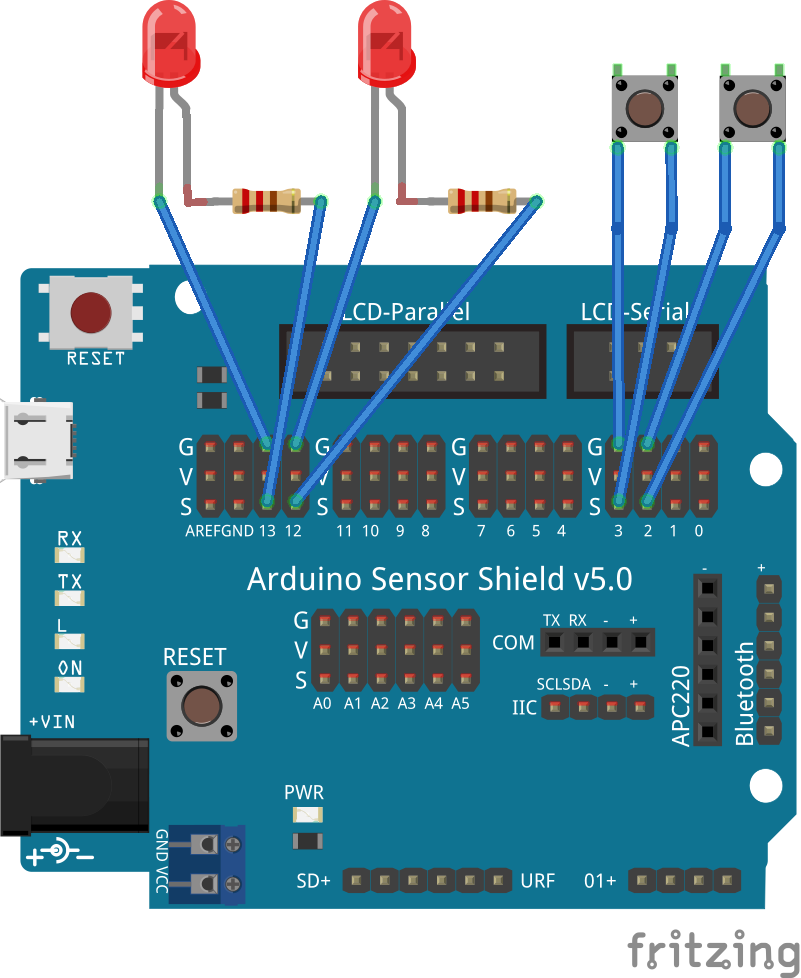 LCD-Parallel LCD-Serial
RESET
G G G G
V V V V
S S S S
AREF GND 13 12 11 10 9 8 7 6 5 4 3 2 1 0
RX
TX
L
ON
Arduino Sensor Shield v5.0
- +
G
V
S
A0 A1 A2 A3 A4 A5
TX RX - +
COM
SCL SDA - +
IIC
APC220
Bluetooth
RESET
+VIN
PWR
GND VCC
+ -
SD+ URF 01+
fritzing